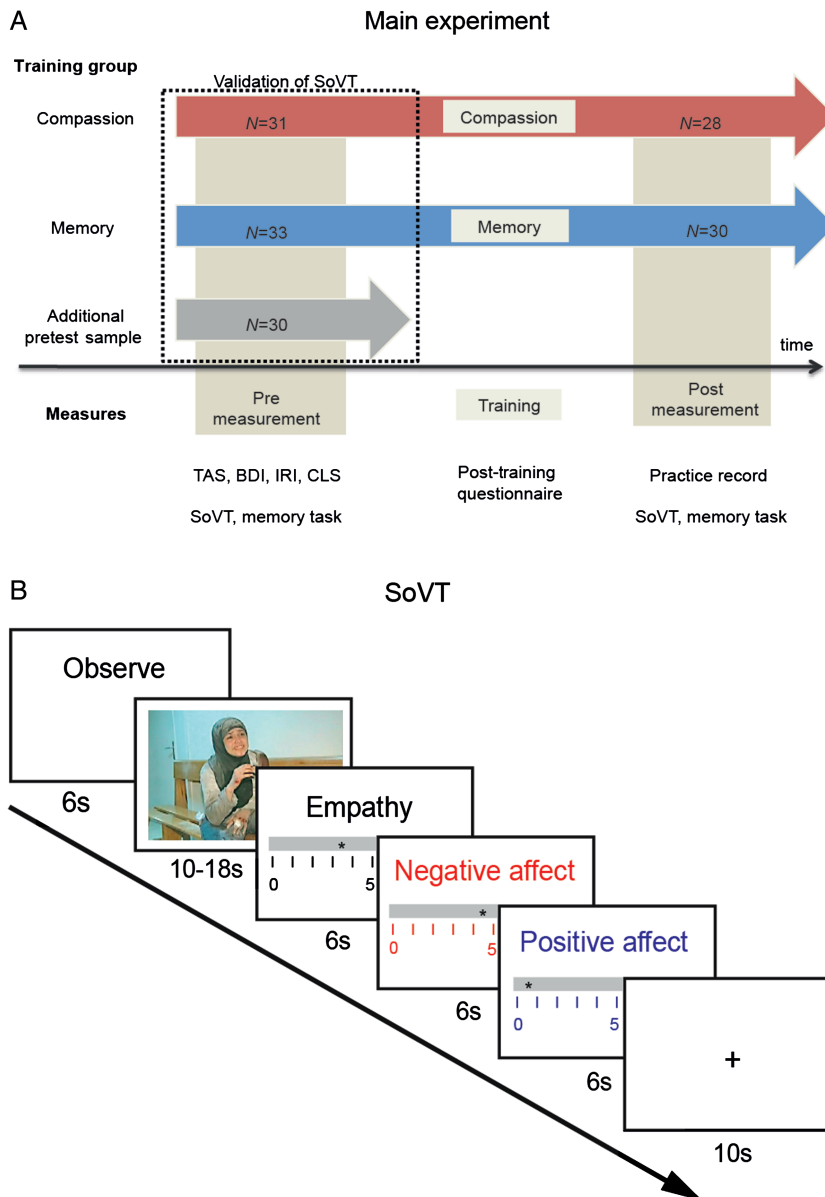 A
Main experiment
Training group
Validation of SoVT
Compassion
N=31
Compassion
N=28
Memory
N=33
Memory
N=30
Additional
pretest sample
N=30
time
Measures
Pre
measurement
Training
Post
measurement
TAS, BDI, IRI, CLS
SoVT, memory task
Post-training
questionnaire
Practice record
SoVT, memory task
B
SoVT
Observe
6s
10-18s
Empathy
*
0 5
6s
Negative affect
*
0 5
6s
Positive affect
*
0 5
6s
+
10s